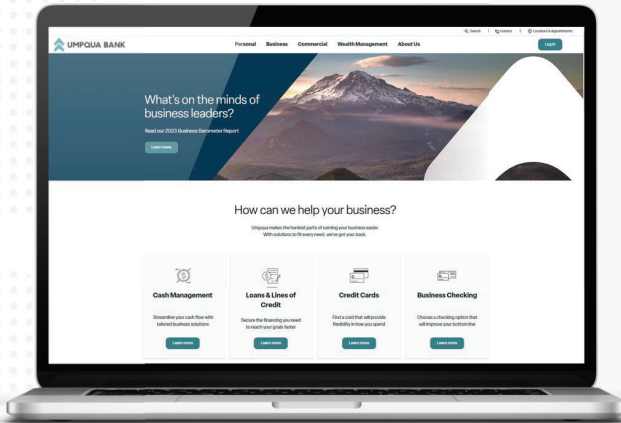 Search | Contact | Locations & Appointments
UMPQUA BANK
Personal Business Commercial Wealth Management About Us
Log In
What's on the minds of
business leaders?
Read our 2023 Business Barometer Report
Learn more
How can we help your business?
Umpqua makes the hardest parts of running your business easier.
With solutions to fit every need, we've got your back.
Cash Management
Streamline your cash flow with
tailored business solutions
Learn more
Loans & Lines of
Credit
Secure the financing you need
to reach your goals faster
Learn more
Credit Cards
Find a card that will provide
flexibility in how you spend
Learn more
Business Checking
Choose a checking option that
will improve your bottom line
Learn more